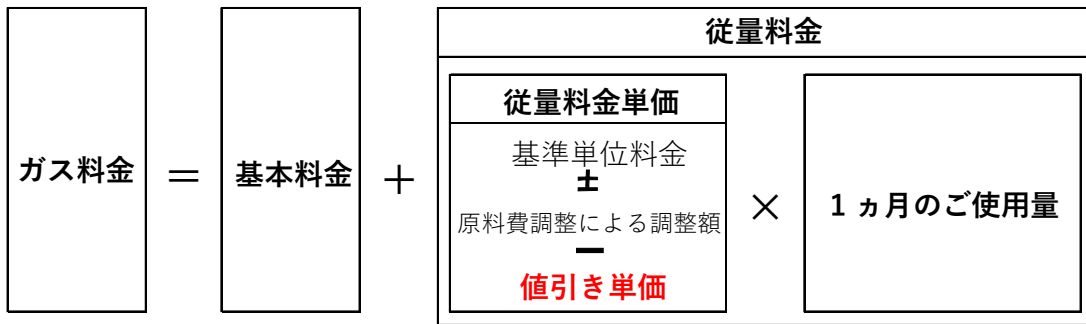 従量料金
ガス料金 = 基本料金 + 従量料金単価 × 1ヵ月のご使用量
基準単位料金
±
原料費調整による調整額
ー
値引き単価